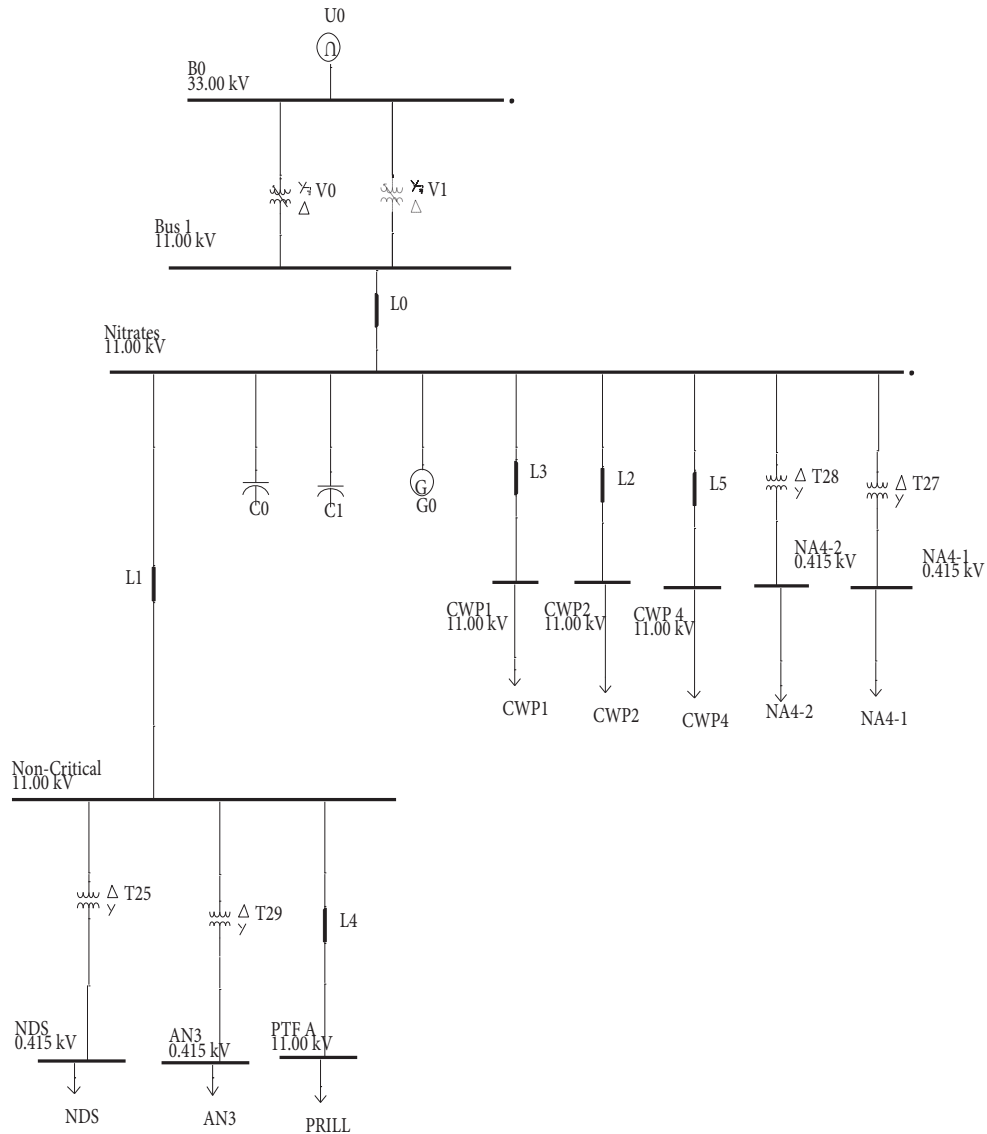 U0
B0
33.00 kV
V0
V1
Δ
Δ
Bus 1
11.00 kV
L0
Nitrates
11.00 kV
L3
L2
L5
Δ T28
y
Δ T27
y
C0
C1
G
G0
L1
NA4-2
0.415 kV
NA4-1
0.415 kV
CWP1
11.00 kV
CWP2
11.00 kV
CWP 4
11.00 kV
CWP1
CWP2
CWP4
NA4-2
NA4-1
Non-Critical
11.00 kV
Δ T25
y
Δ T29
y
L4
NDS
0.415 kV
AN3
0.415 kV
PTF A
11.00 kV
NDS
AN3
PRILL